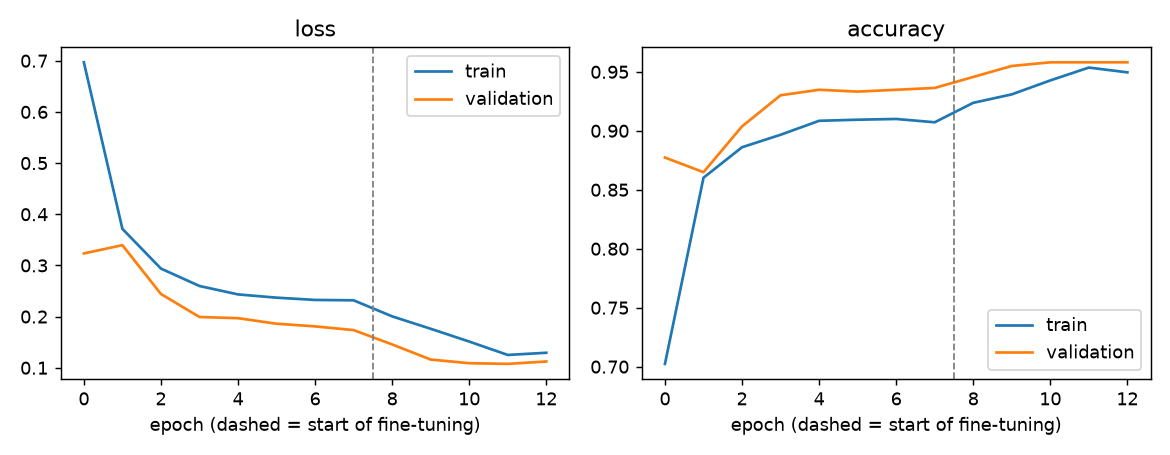 loss
0.7
0.6
0.5
0.4
0.3
0.2
0.1
train
validation
0 2 4 6 8 10 12
epoch (dashed = start of fine-tuning)
accuracy
0.95
0.90
0.85
0.80
0.75
0.70
train
validation
0 2 4 6 8 10 12
epoch (dashed = start of fine-tuning)